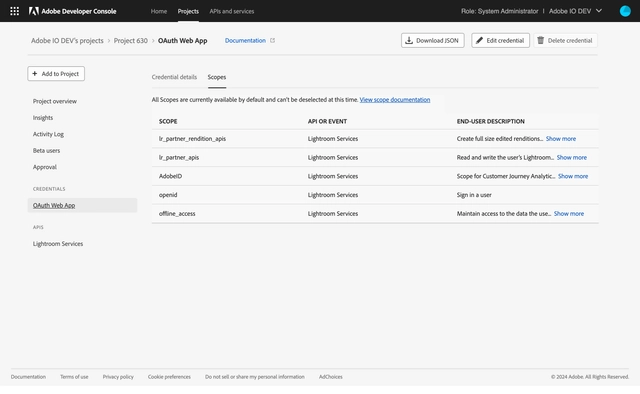 Adobe Developer Console Home Projects APIs and services Role: System Administrator | Adobe IO DEV
Adobe IO DEV's projects > Project 630 > OAuth Web App Documentation Download JSON Edit credential Delete credential
+ Add to Project
Project overview
Insights
Activity Log
Beta users
Approval
CREDENTIALS
OAuth Web App
APIS
Lightroom Services
Credential details Scopes
All Scopes are currently available by default and can't be deselected at this time. View scope documentation
SCOPE API OR EVENT END-USER DESCRIPTION
lr_partner_rendition_apis Lightroom Services Create full size edited renditions... Show more
lr_partner_apis Lightroom Services Read and write the user's Lightroom... Show more
AdobeID Lightroom Services Scope for Customer Journey Analytic... Show more
openid Lightroom Services Sign in a user
offline_access Lightroom Services Maintain access to the data the use... Show more
Documentation Terms of use Privacy policy Cookie preferences Do not sell or share my personal information AdChoices © 2024 Adobe. All Rights Reserved.